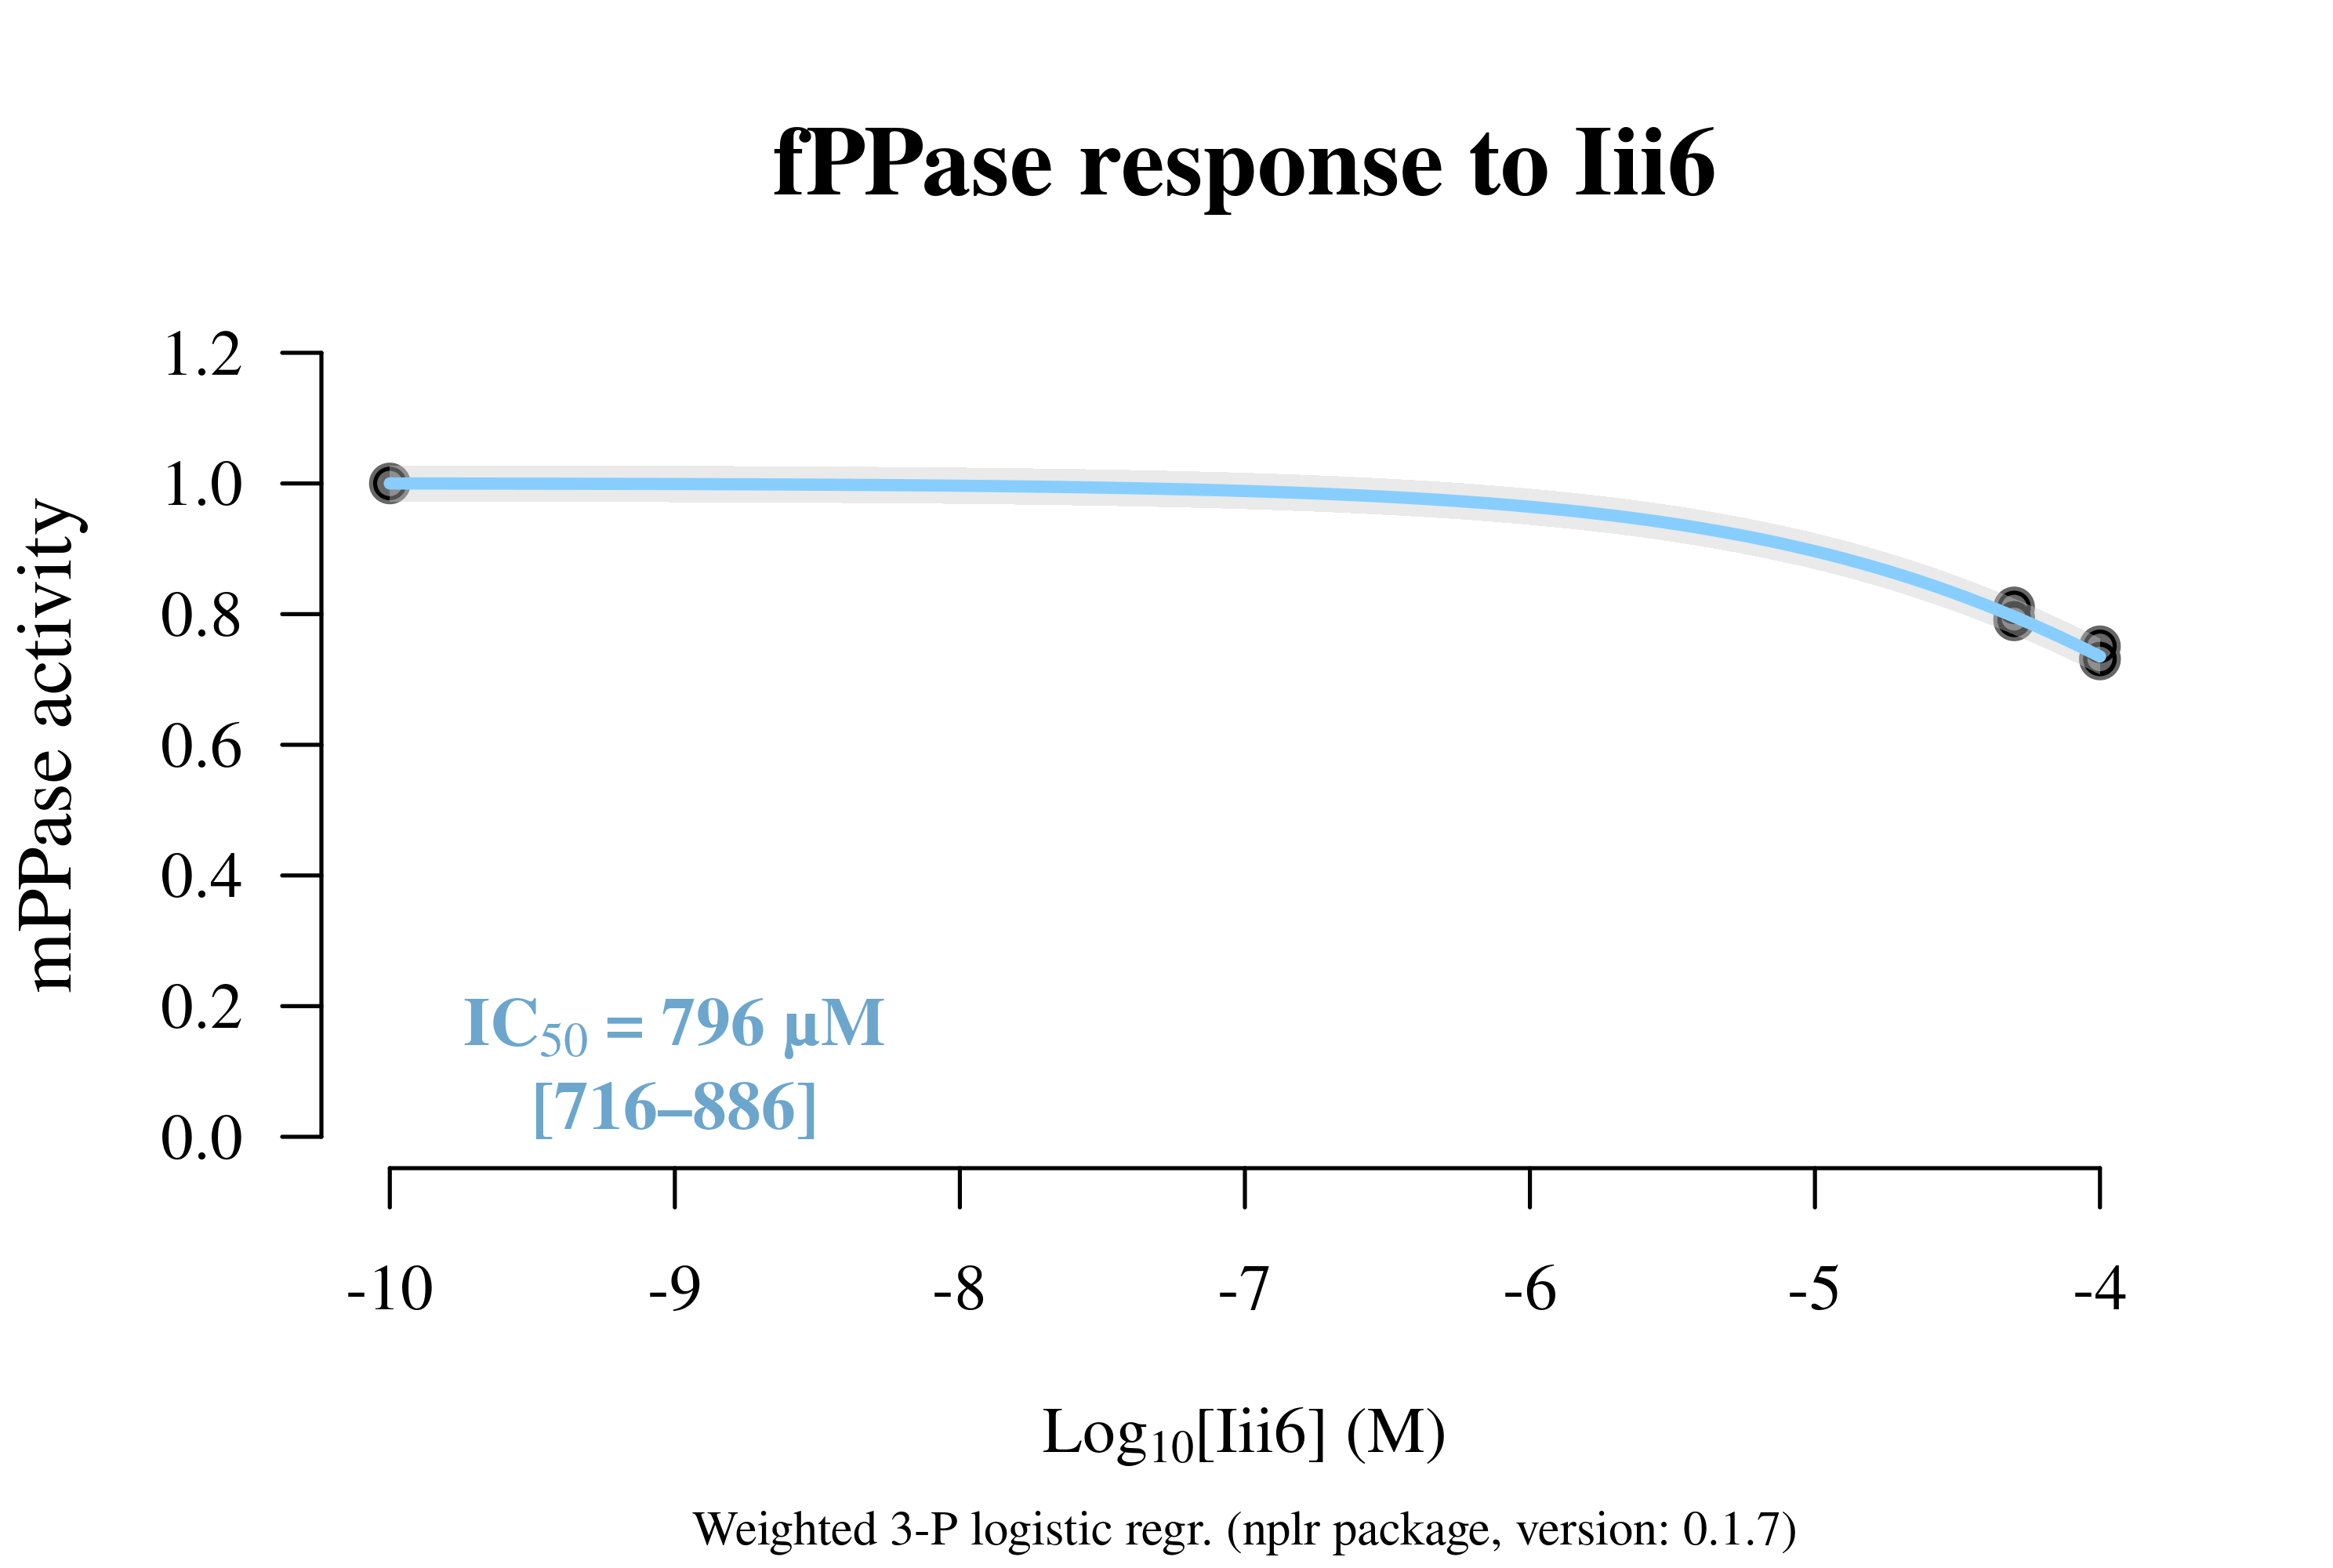 fPPase response to Iii6
mPPase activity
1.2
1.0
0.8
0.6
0.4
0.2
0.0
IC50 = 796 µM
[716–886]
-10 -9 -8 -7 -6 -5 -4
Log10[Iii6] (M)
Weighted 3-P logistic regr. (nplr package, version: 0.1.7)